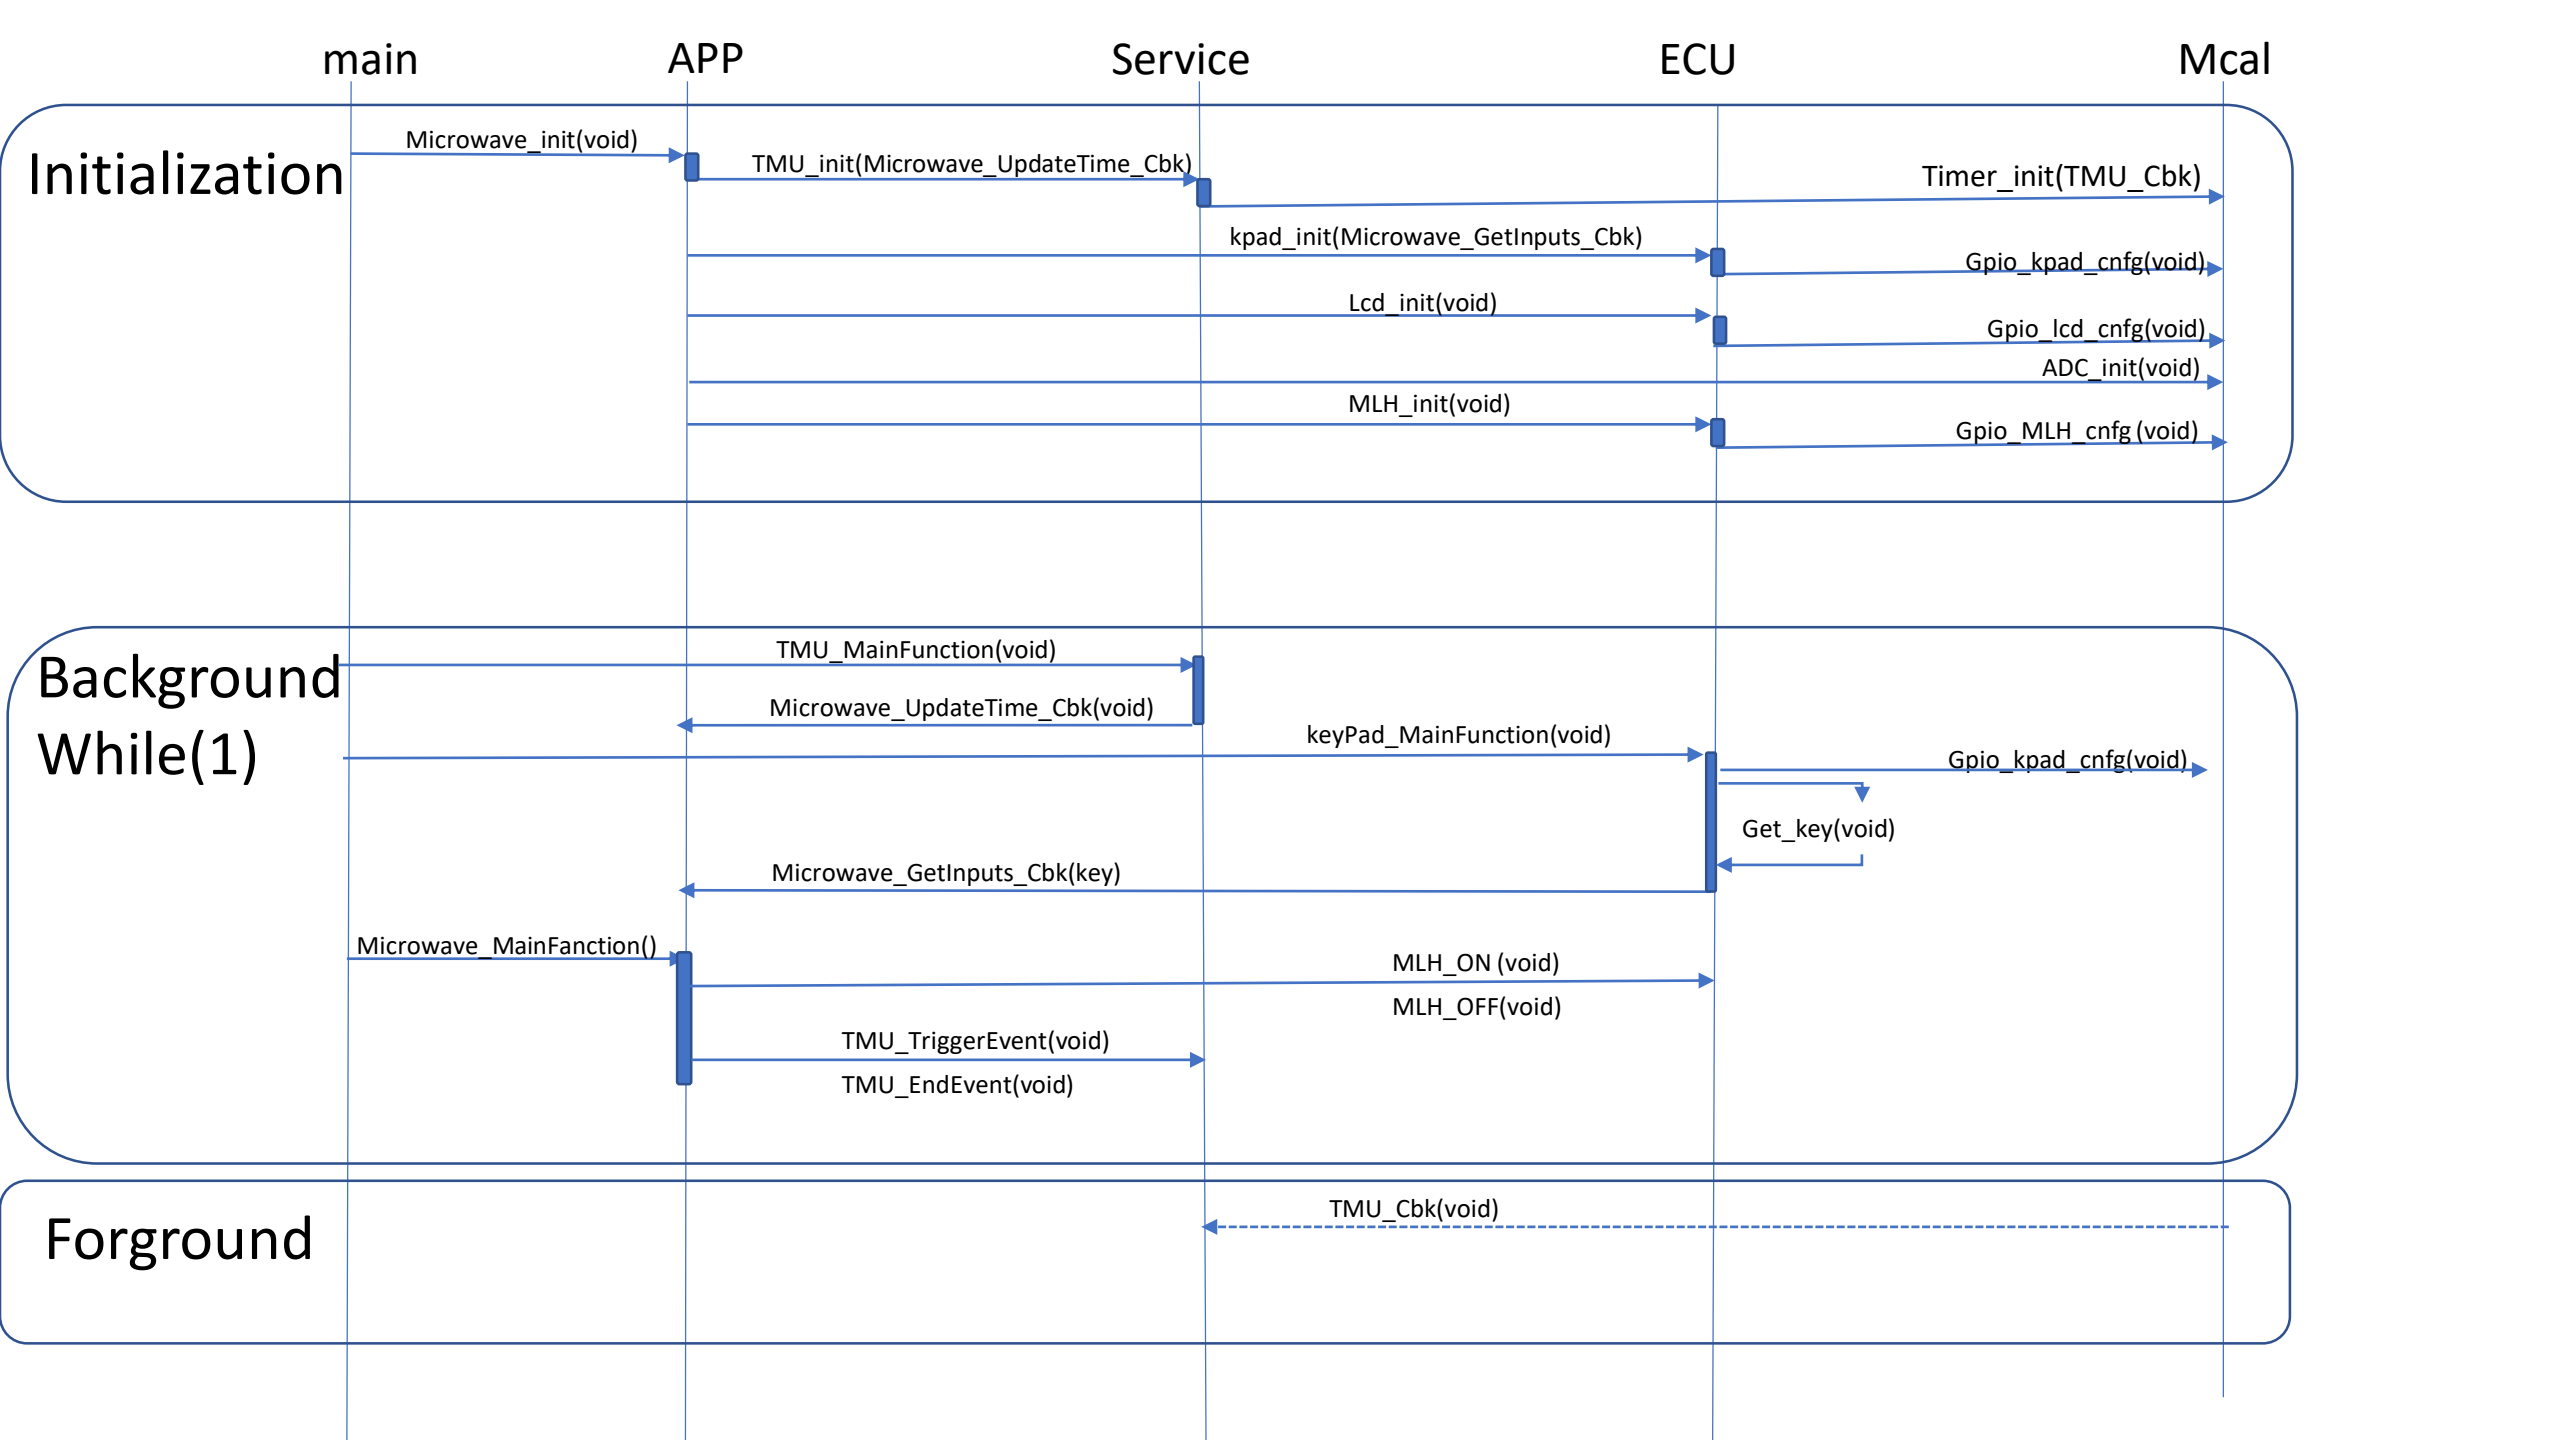 main
APP
Service
ECU
Mcal
Initialization
Microwave_init(void)
TMU_init(Microwave_UpdateTime_Cbk)
Timer_init(TMU_Cbk)
kpad_init(Microwave_GetInputs_Cbk)
Gpio_kpad_cnfg(void)
Lcd_init(void)
Gpio_lcd_cnfg(void)
ADC_init(void)
MLH_init(void)
Gpio_MLH_cnfg (void)
Background
While(1)
TMU_MainFunction(void)
Microwave_UpdateTime_Cbk(void)
keyPad_MainFunction(void)
Gpio_kpad_cnfg(void)
Get_key(void)
Microwave_GetInputs_Cbk(key)
Microwave_MainFanction()
MLH_ON (void)
MLH_OFF(void)
TMU_TriggerEvent(void)
TMU_EndEvent(void)
Forground
TMU_Cbk(void)